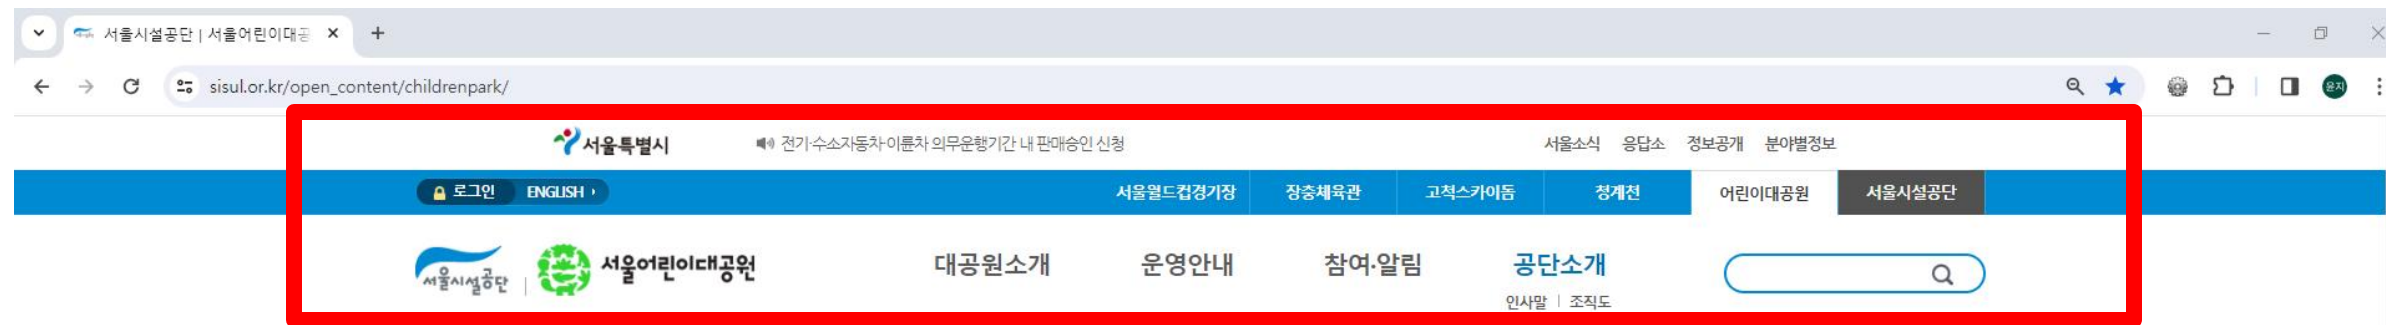 서울시설공단 | 서울어린이대공
sisul.or.kr/open_content/childrenpark/
윤지
서울특별시 전기·수소자동차·이륜차 의무운행기간 내 판매승인 신청 서울소식 응답소 정보공개 분야별정보
로그인 ENGLISH 서울월드컵경기장 장충체육관 고척스카이돔 청계천 어린이대공원 서울시설공단
서울시설공단 서울어린이대공원 대공원소개 운영안내 참여·알림 공단소개
인사말 | 조직도